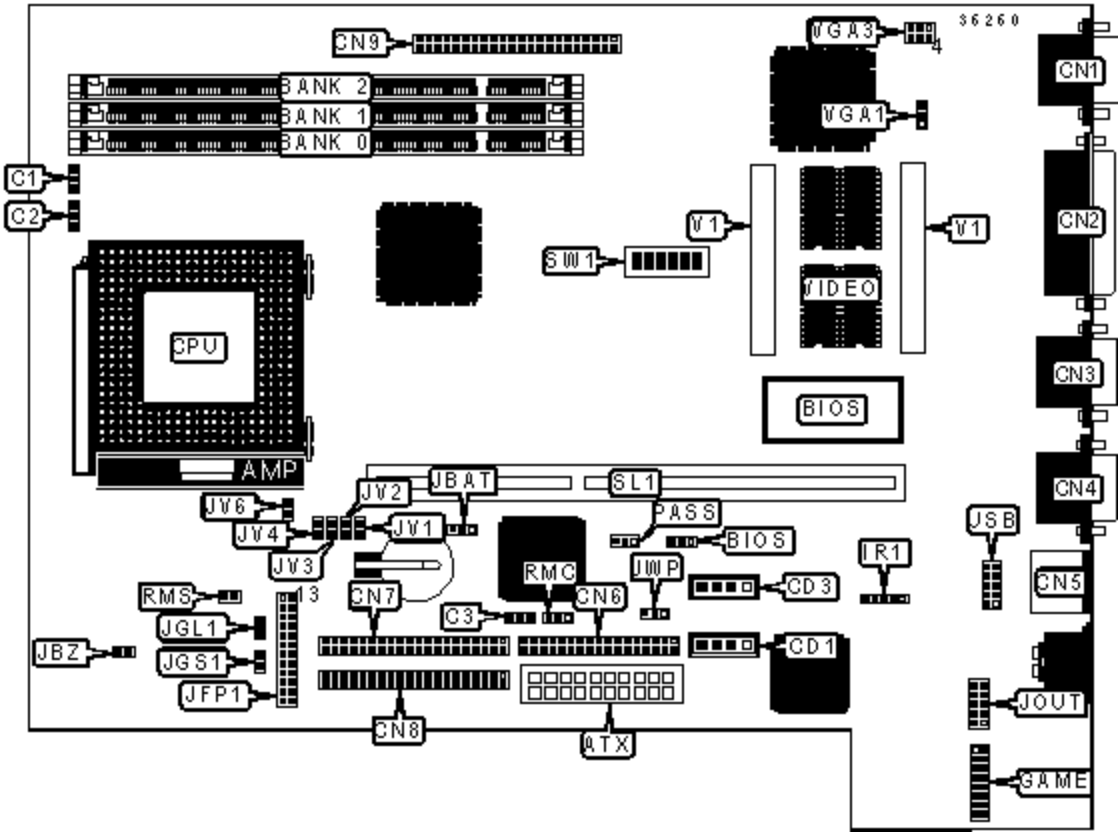 36260
VGA3
4
CN9
CN1
BANK 2
BANK 1
BANK 0
VGA1
C1
C2
V1
V1
CN2
SW1
VIDEO
CPU
CN3
BIOS
AMP
JBAT
SL1
CN4
JV2
JV6
JV1
JV4
JV3
PASS
BIOS
JSB
IR1
RMC
JWP
CD3
CN5
RMS
13
CN7
C3
CN6
JGL1
JBZ
JGS1
CD1
JFP1
CN8
ATX
JOUT
GAME